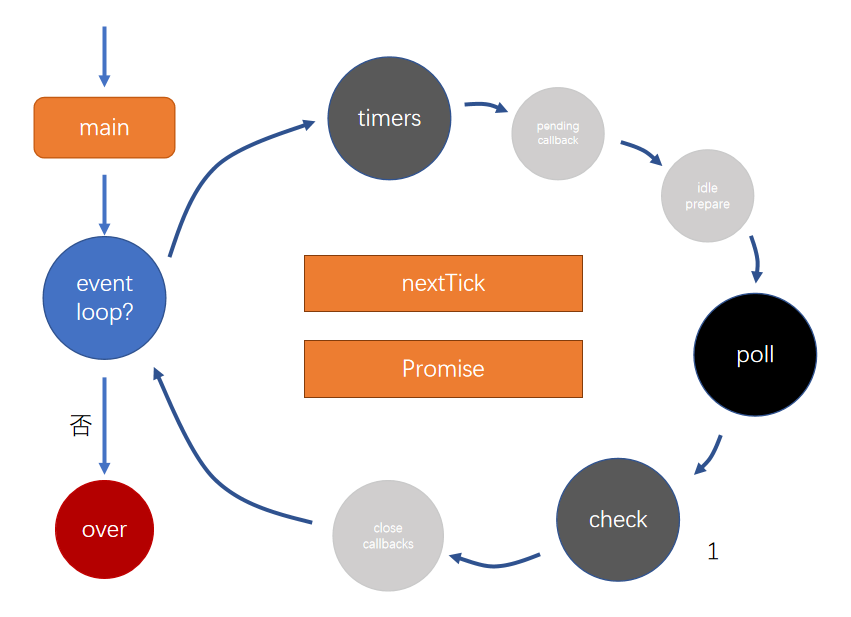 main
timers
pending
callback
idle
prepare
event
loop?
nextTick
Promise
poll
否
over
close
callbacks
check
1